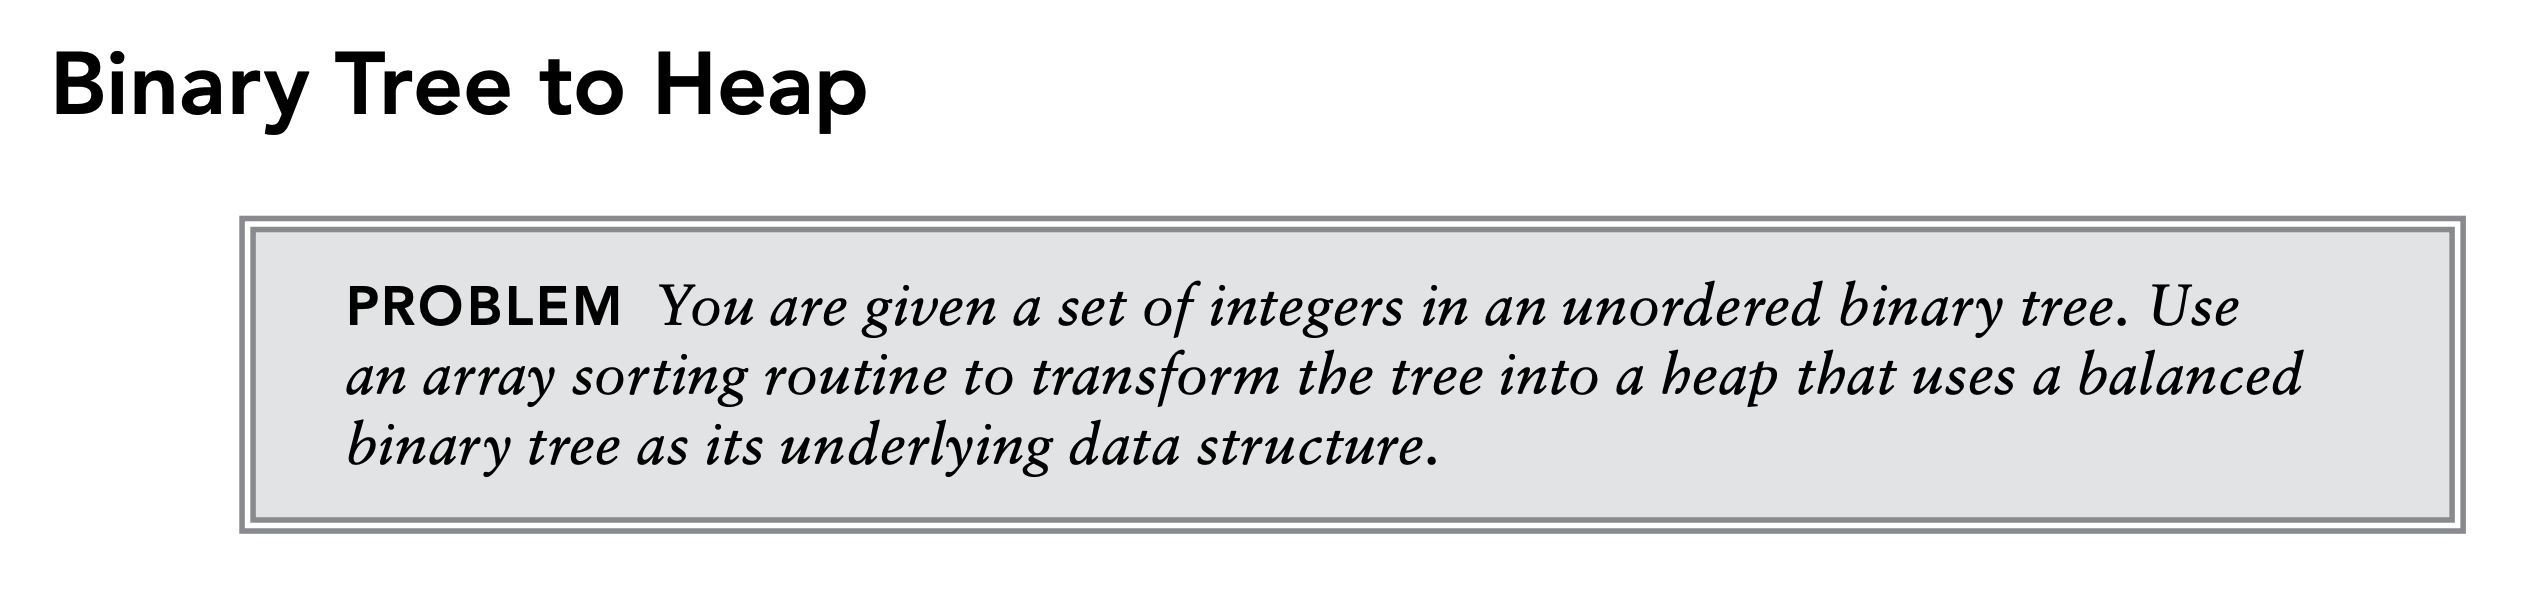 Binary Tree to Heap
PROBLEM You are given a set of integers in an unordered binary tree. Use
an array sorting routine to transform the tree into a heap that uses a balanced
binary tree as its underlying data structure.